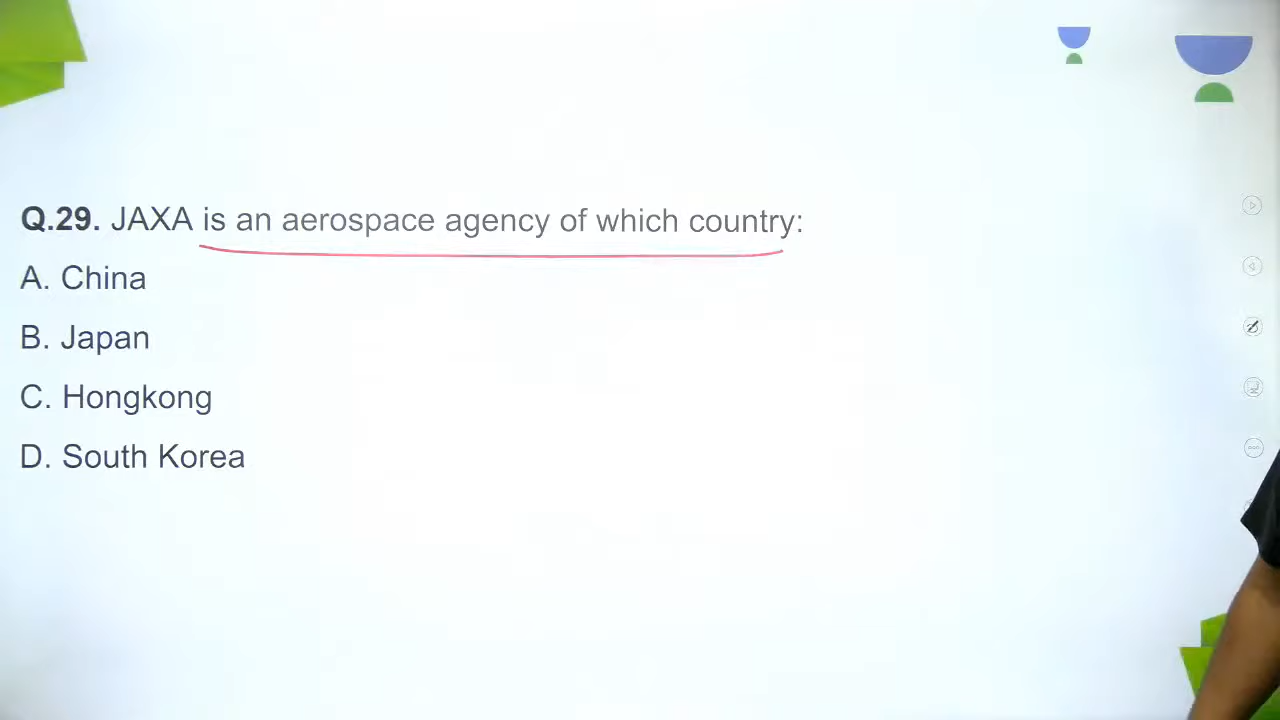 Q.29. JAXA is an aerospace agency of which country:
A. China
B. Japan
C. Hongkong
D. South Korea